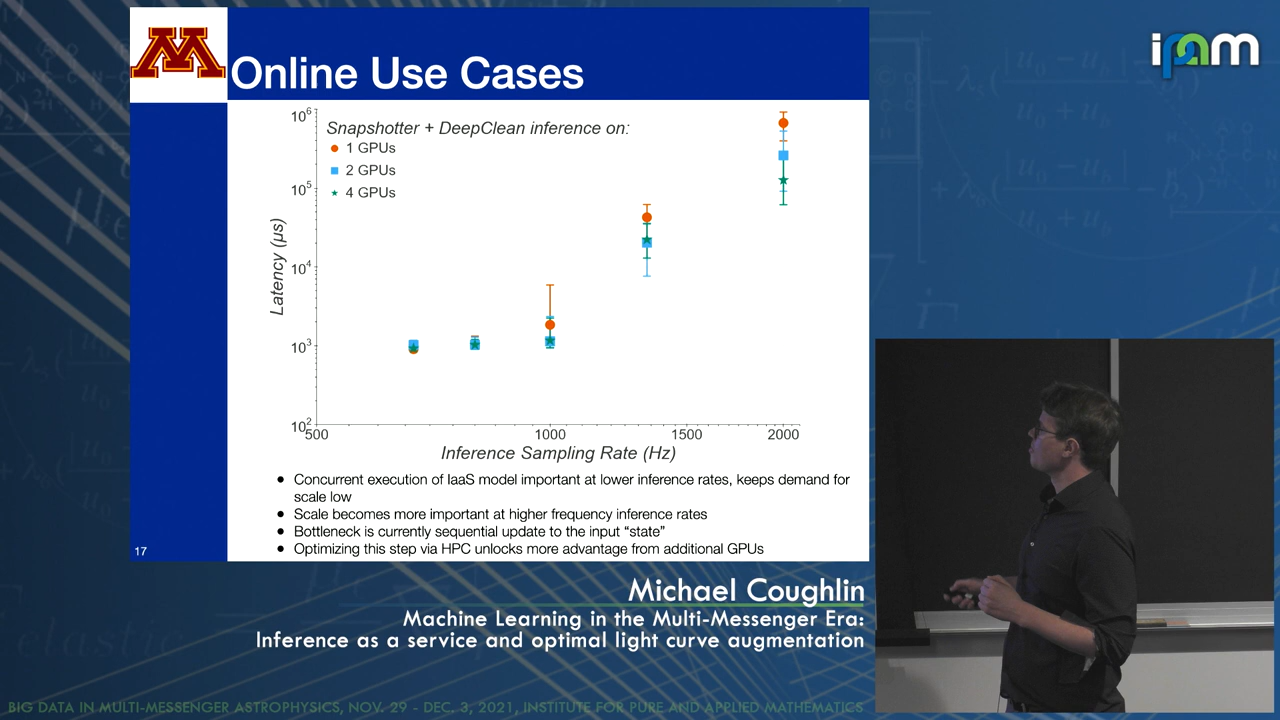 ipam
M
Online Use Cases
Snapshotter + DeepClean inference on:
1 GPUs
2 GPUs
4 GPUs
10⁶
10⁵
10⁴
10³
10²
Latency (μs)
500
1000
1500
2000
Inference Sampling Rate (Hz)
• Concurrent execution of IaaS model important at lower inference rates, keeps demand for
scale low
• Scale becomes more important at higher frequency inference rates
• Bottleneck is currently sequential update to the input “state”
• Optimizing this step via HPC unlocks more advantage from additional GPUs
17
Michael Coughlin
Machine Learning in the Multi-Messenger Era:
Inference as a service and optimal light curve augmentation
BIG DATA IN MULTI-MESSENGER ASTROPHYSICS, NOV. 29 - DEC. 3, 2021, INSTITUTE FOR PURE AND APPLIED MATHEMATICS